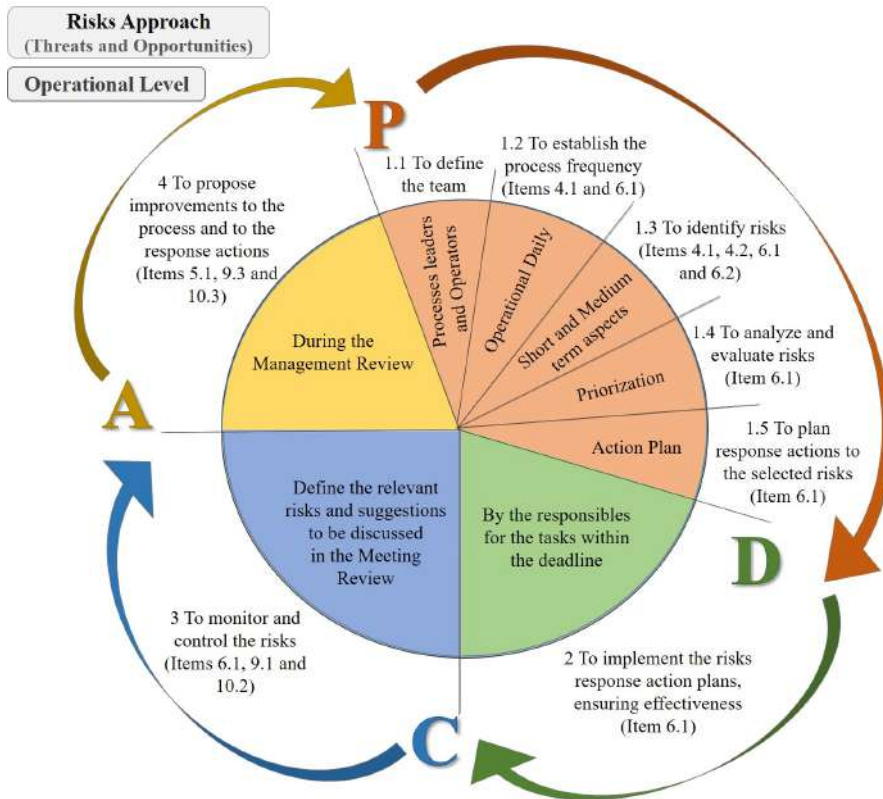 Risks Approach
(Threats and Opportunities)
Operational Level
P
1.1 To define
the team
1.2 To establish the
process frequency
(Items 4.1 and 6.1)
1.3 To identify risks
(Items 4.1, 4.2, 6.1
and 6.2)
1.4 To analyze and
evaluate risks
(Item 6.1)
1.5 To plan
response actions to
the selected risks
(Item 6.1)
Processes leaders
and Operators
Operational Daily
Short and Medium
term aspects
Priorization
Action Plan
D
By the responsibles
for the tasks within
the deadline
2 To implement the risks
response action plans,
ensuring effectiveness
(Item 6.1)
C
Define the relevant
risks and suggestions
to be discussed
in the Meeting
Review
3 To monitor and
control the risks
(Items 6.1, 9.1 and
10.2)
A
During the
Management Review
4 To propose
improvements to the
process and to the
response actions
(Items 5.1, 9.3 and
10.3)